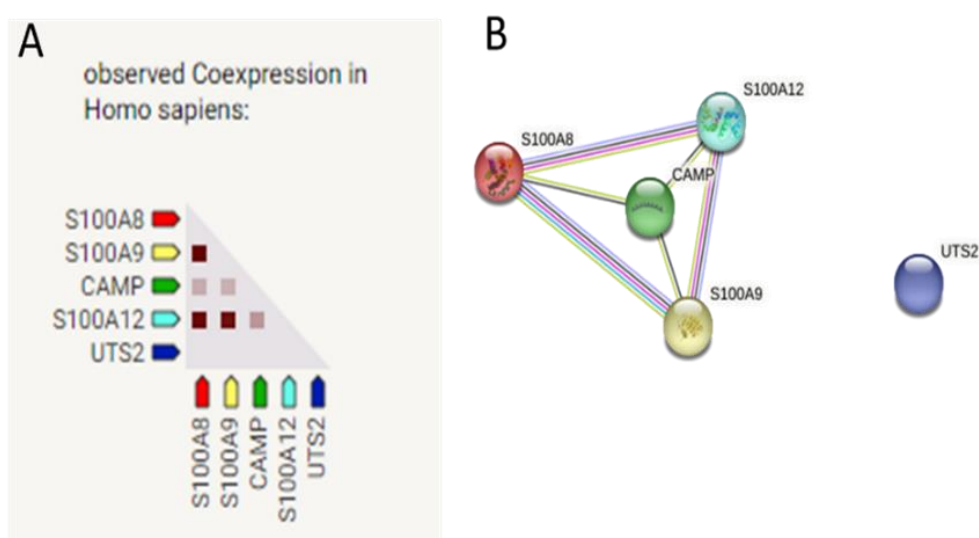 A
observed Coexpression in
Homo sapiens:
S100A8
S100A9
CAMP
S100A12
UTS2
S100A8
S100A9
CAMP
S100A12
UTS2
B
S100A12
S100A8
CAMP
UTS2
S100A9